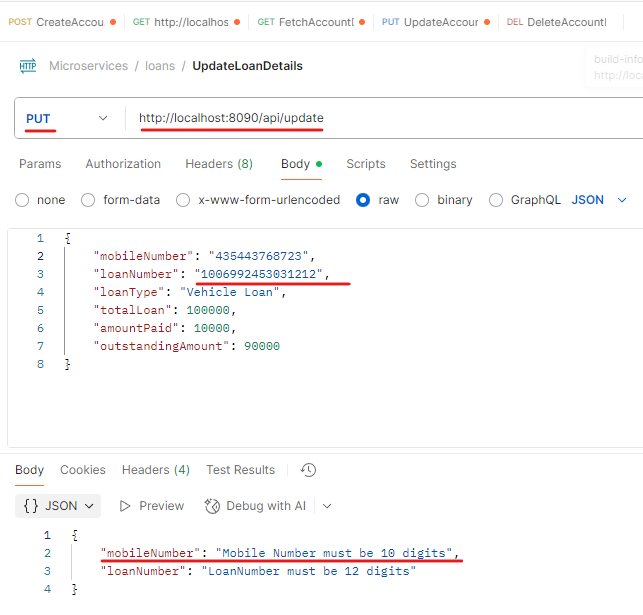 POST CreateAccou
GET http://localhos
GET FetchAccountD
PUT UpdateAccour
DEL DeleteAccountI
HTTP Microservices / loans / UpdateLoanDetails
build-info
http://loca
PUT http://localhost:8090/api/update
Params Authorization Headers (8) Body Scripts Settings
none form-data x-www-form-urlencoded raw binary GraphQL JSON
1 {
2 "mobileNumber": "435443768723",
3 "loanNumber": "1006992453031212",
4 "loanType": "Vehicle Loan",
5 "totalLoan": 100000,
6 "amountPaid": 10000,
7 "outstandingAmount": 90000
8 }
Body Cookies Headers (4) Test Results
{} JSON Preview Debug with AI
1 {
2 "mobileNumber": "Mobile Number must be 10 digits",
3 "loanNumber": "LoanNumber must be 12 digits"
4 }